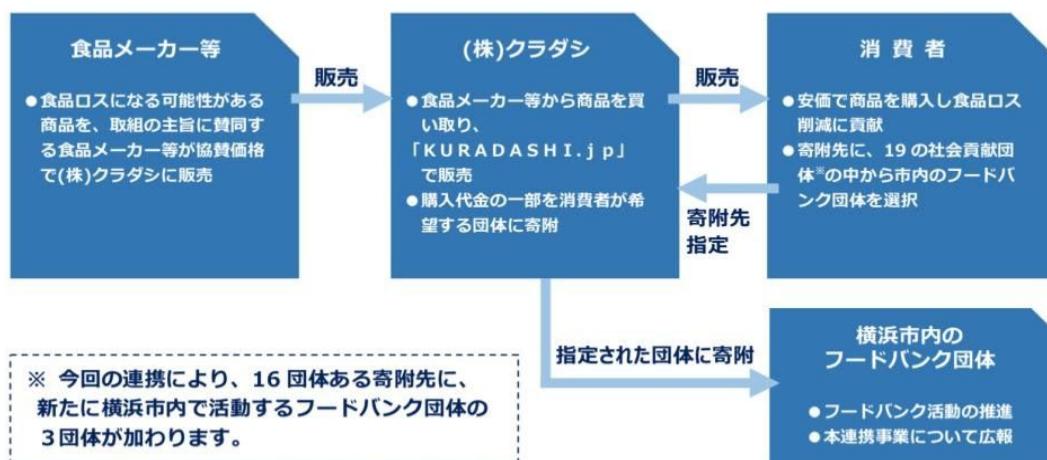 食品メーカー等
●食品ロスになる可能性がある
商品を、取組の主旨に賛同す
る食品メーカー等が協賛価格
で(株)クラダシに販売
販売
(株)クラダシ
●食品メーカー等から商品を買
い取り、
「ＫＵＲＡＤＡＳＨＩ.ｊｐ」
で販売
●購入代金の一部を消費者が希
望する団体に寄附
販売
寄附先
指定
消 費 者
●安価で商品を購入し食品ロス
削減に貢献
●寄附先に、19 の社会貢献団
体※の中から市内のフードバ
ンク団体を選択
指定された団体に寄附
横浜市内の
フードバンク団体
●フードバンク活動の推進
●本連携事業について広報
※ 今回の連携により、16 団体ある寄附先に、
新たに横浜市内で活動するフードバンク団体の
３団体が加わります。